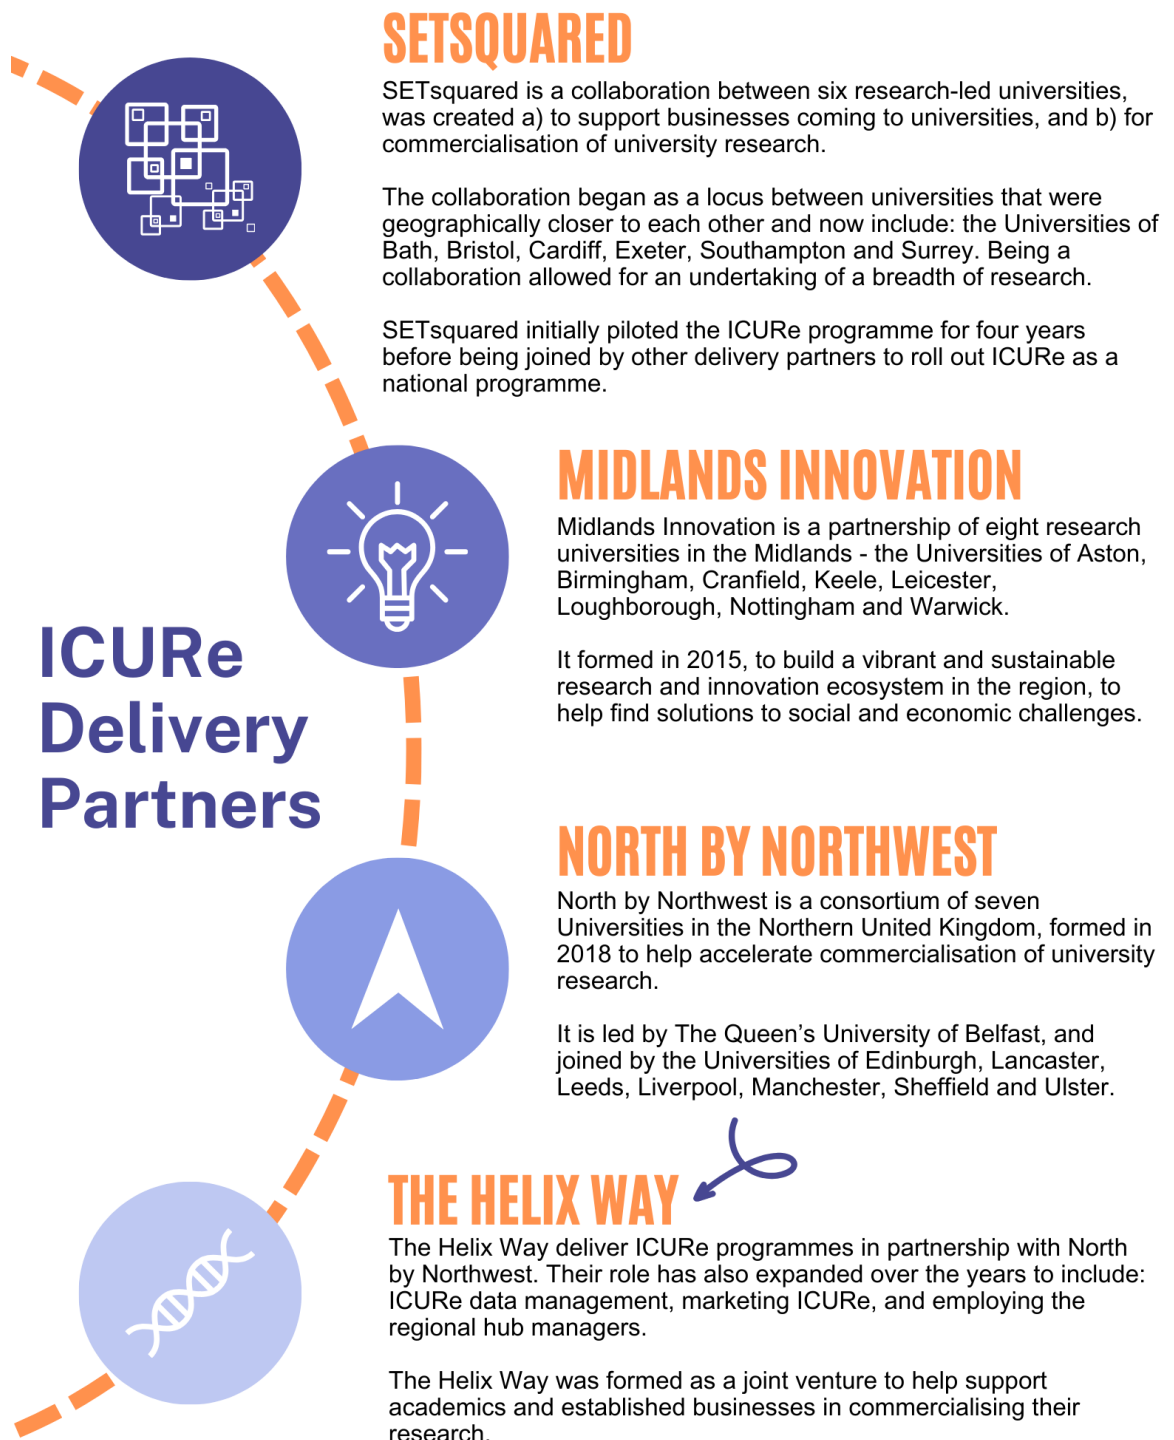 SETSQUARED
SETsquared is a collaboration between six research-led universities,
was created a) to support businesses coming to universities, and b) for
commercialisation of university research.
The collaboration began as a locus between universities that were
geographically closer to each other and now include: the Universities of
Bath, Bristol, Cardiff, Exeter, Southampton and Surrey. Being a
collaboration allowed for an undertaking of a breadth of research.
SETsquared initially piloted the ICURe programme for four years
before being joined by other delivery partners to roll out ICURe as a
national programme.
MIDLANDS INNOVATION
Midlands Innovation is a partnership of eight research
universities in the Midlands - the Universities of Aston,
Birmingham, Cranfield, Keele, Leicester,
Loughborough, Nottingham and Warwick.
It formed in 2015, to build a vibrant and sustainable
research and innovation ecosystem in the region, to
help find solutions to social and economic challenges.
ICURe
Delivery
Partners
NORTH BY NORTHWEST
North by Northwest is a consortium of seven
Universities in the Northern United Kingdom, formed in
2018 to help accelerate commercialisation of university
research.
It is led by The Queen’s University of Belfast, and
joined by the Universities of Edinburgh, Lancaster,
Leeds, Liverpool, Manchester, Sheffield and Ulster.
THE HELIX WAY
The Helix Way deliver ICURe programmes in partnership with North
by Northwest. Their role has also expanded over the years to include:
ICURe data management, marketing ICURe, and employing the
regional hub managers.
The Helix Way was formed as a joint venture to help support
academics and established businesses in commercialising their
research.